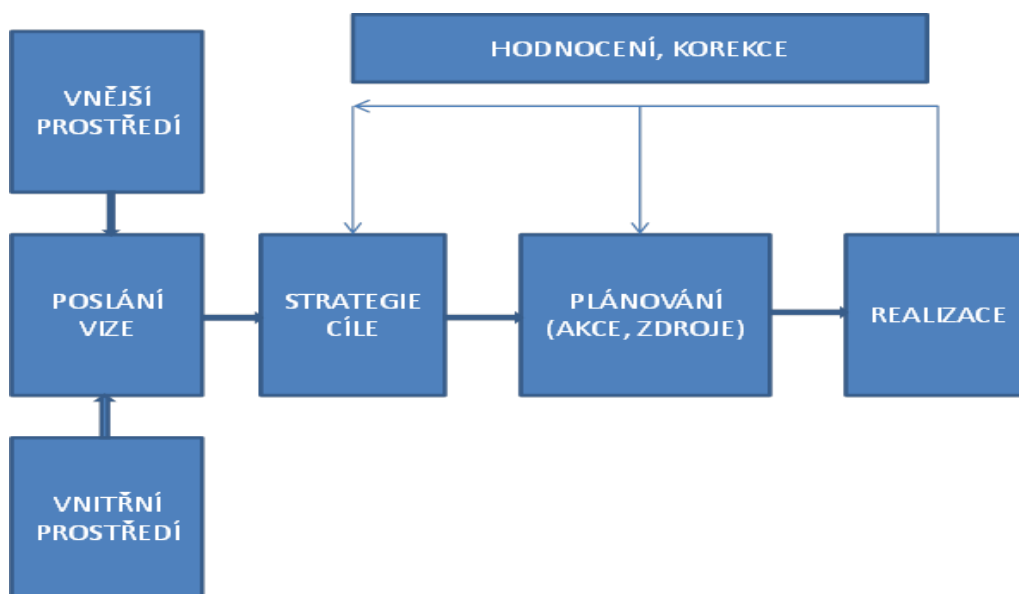 HODNOCENÍ, KOREKCE
VNĚJŠÍ
PROSTŘEDÍ
POSLÁNÍ
VIZE
STRATEGIE
CÍLE
PLÁNOVÁNÍ
(AKCE, ZDROJE)
REALIZACE
VNITŘNÍ
PROSTŘEDÍ